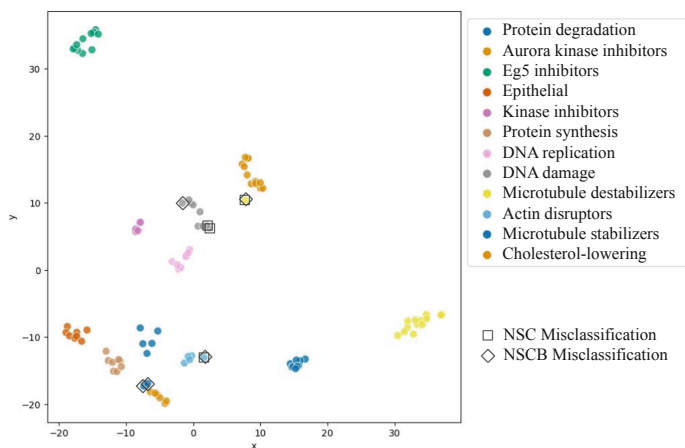 30
20
10
0
−10
−20
y
−20
−10
0
10
20
30
x
Protein degradation
Aurora kinase inhibitors
Eg5 inhibitors
Epithelial
Kinase inhibitors
Protein synthesis
DNA replication
DNA damage
Microtubule destabilizers
Actin disruptors
Microtubule stabilizers
Cholesterol-lowering
NSC Misclassification
NSCB Misclassification